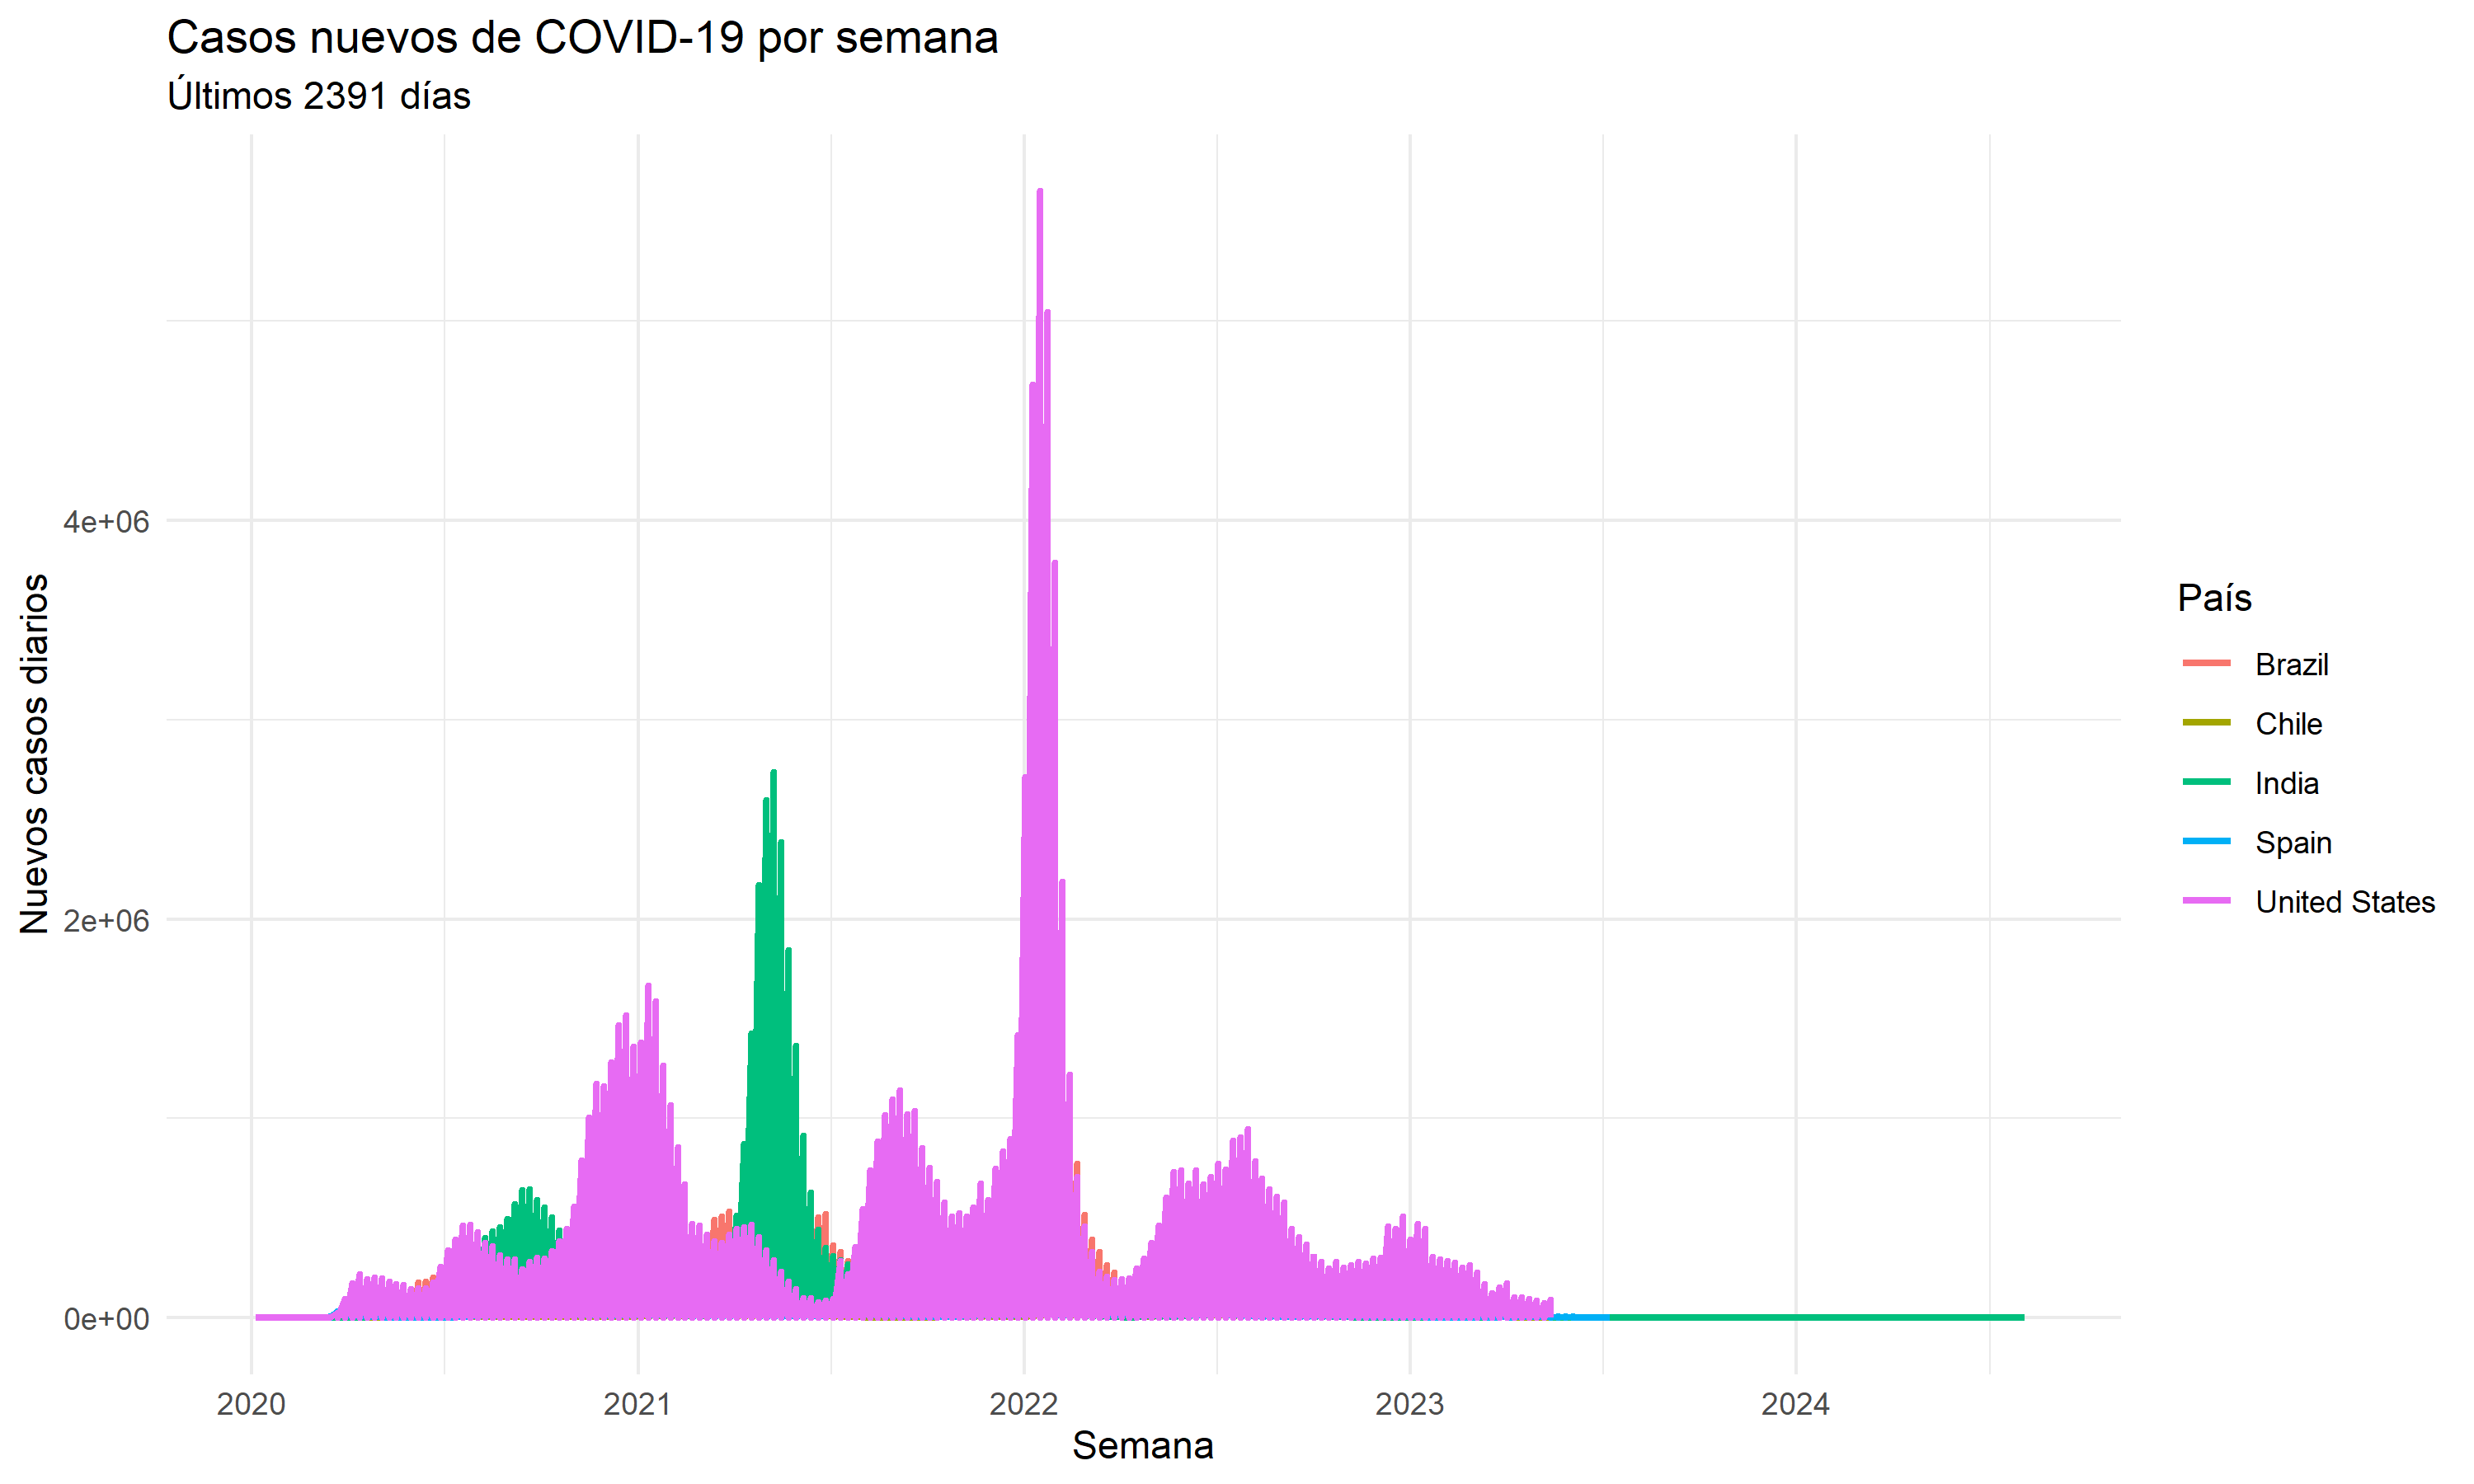 Casos nuevos de COVID-19 por semana
Últimos 2391 días
Nuevos casos diarios
4e+06
2e+06
0e+00
2020
2021
2022
2023
2024
Semana
País
Brazil
Chile
India
Spain
United States